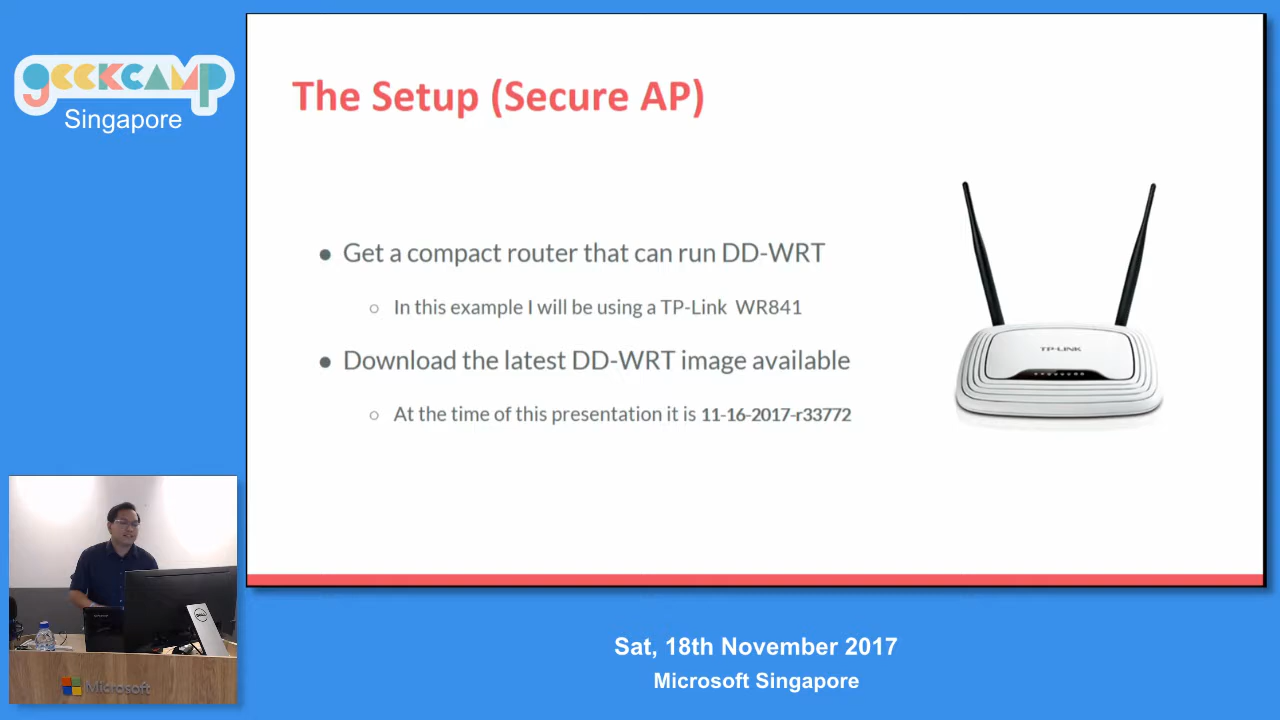 geekcamp
Singapore
The Setup (Secure AP)
● Get a compact router that can run DD-WRT
○ In this example I will be using a TP-Link WR841
● Download the latest DD-WRT image available
○ At the time of this presentation it is 11-16-2017-r33772
TP-LINK
DELL
Microsoft
Sat, 18th November 2017
Microsoft Singapore